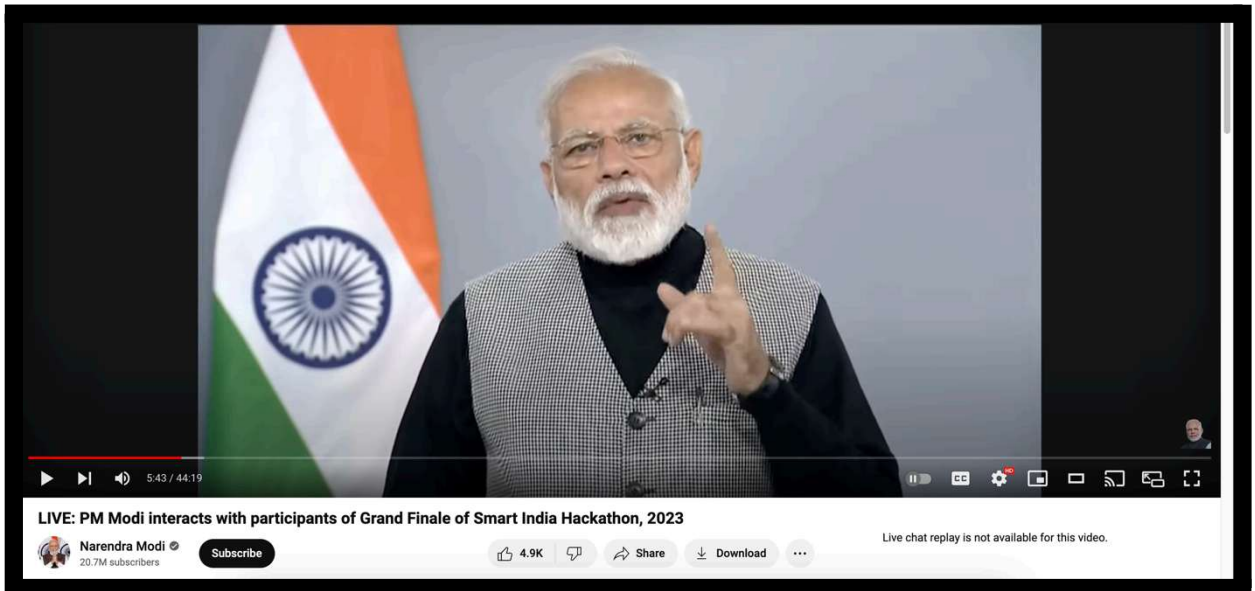 5:43 / 44:19
CC
HD
LIVE: PM Modi interacts with participants of Grand Finale of Smart India Hackathon, 2023
Narendra Modi
20.7M subscribers
Subscribe
4.9K
Share
Download
Live chat replay is not available for this video.